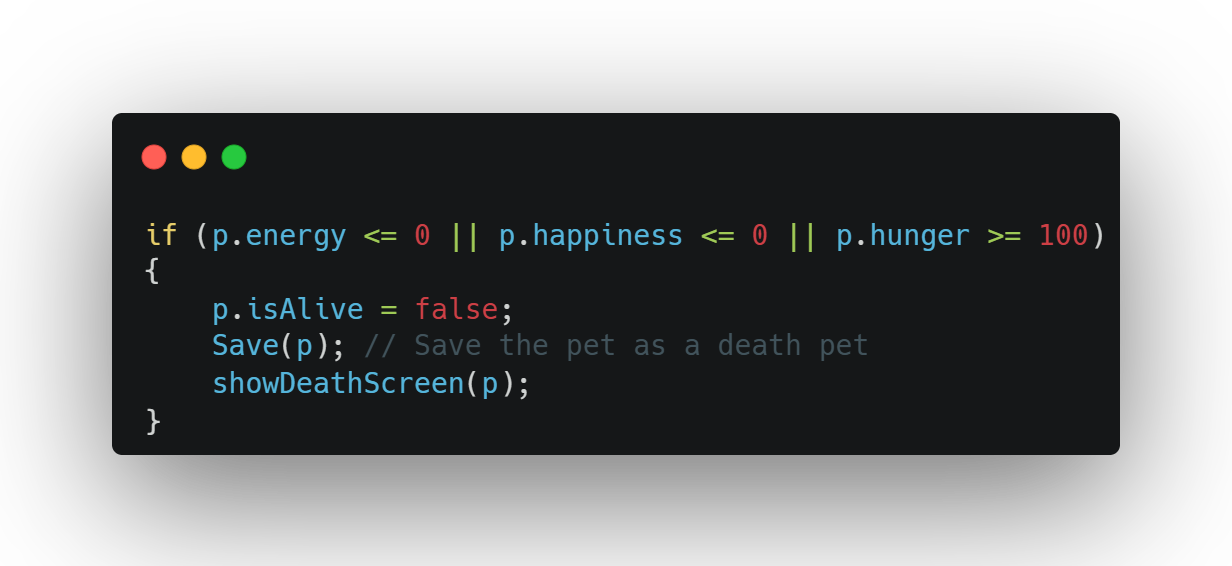 if (p.energy <= 0 || p.happiness <= 0 || p.hunger >= 100)
{
    p.isAlive = false;
    Save(p); // Save the pet as a death pet
    showDeathScreen(p);
}